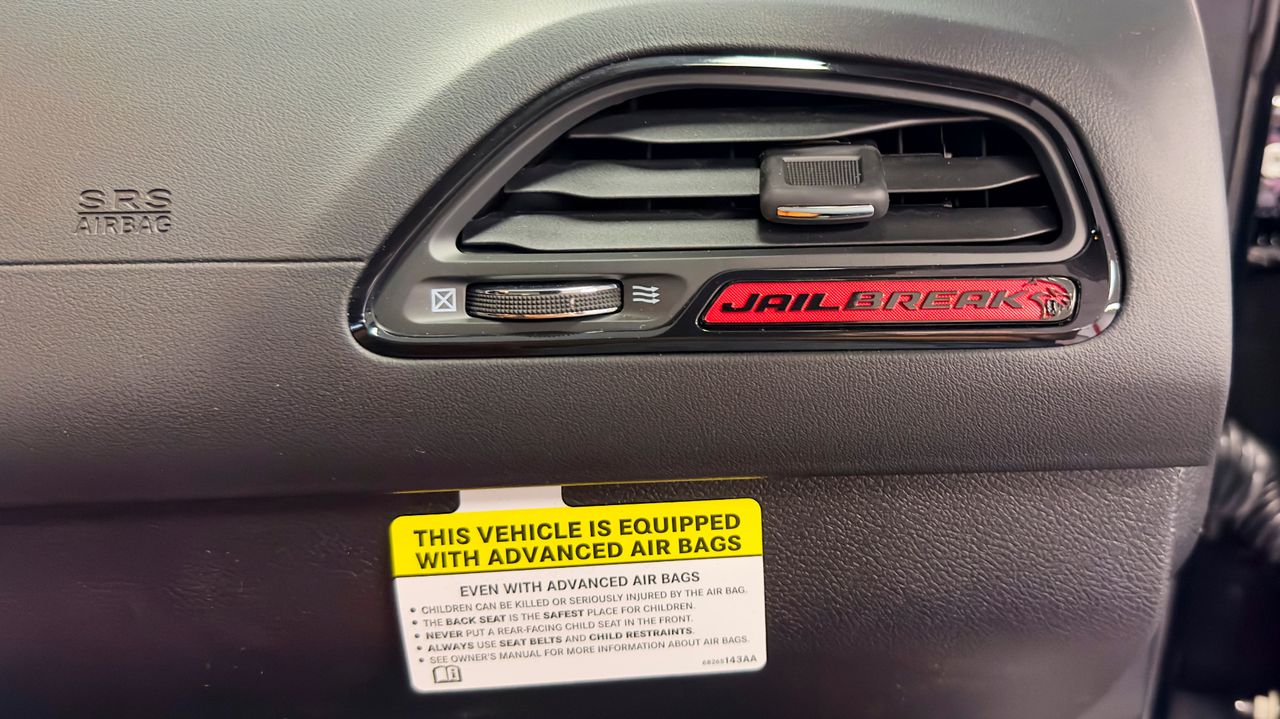 SRS
AIRBAG
JAILBREAK
THIS VEHICLE IS EQUIPPED
WITH ADVANCED AIR BAGS
EVEN WITH ADVANCED AIR BAGS
• CHILDREN CAN BE KILLED OR SERIOUSLY INJURED BY THE AIR BAG.
• THE BACK SEAT IS THE SAFEST PLACE FOR CHILDREN.
• NEVER PUT A REAR-FACING CHILD SEAT IN THE FRONT.
• ALWAYS USE SEAT BELTS AND CHILD RESTRAINTS.
• SEE OWNER'S MANUAL FOR MORE INFORMATION ABOUT AIR BAGS.
68268143AA